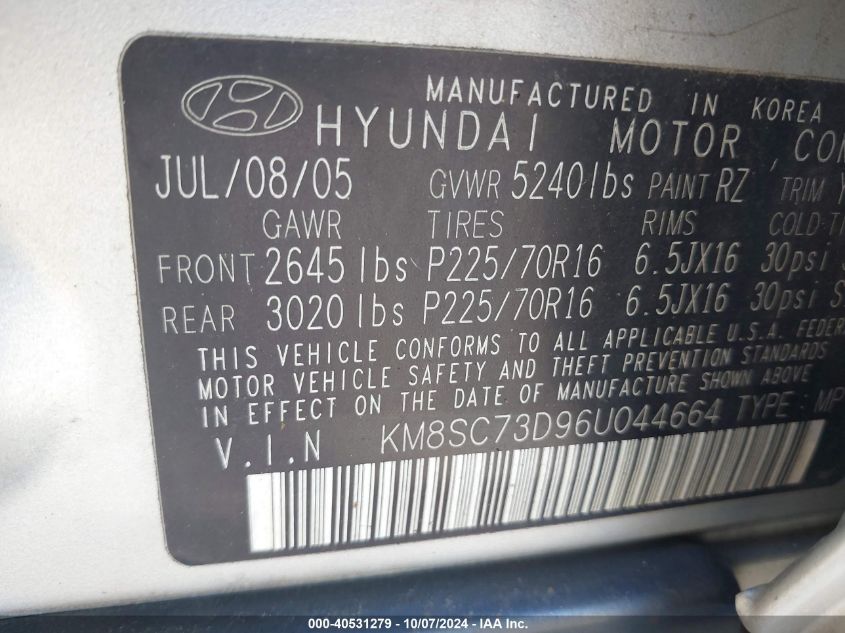 MANUFACTURED IN KOREA
HYUNDAI MOTOR
JUL/08/05 GVWR 5240lbs PAINT RZ TRIM
GAWR TIRES RIMS COLD
FRONT 2645lbs P225/70R16 6.5JX16 30psi
REAR 3020lbs P225/70R16 6.5JX16 30psi
THIS VEHICLE CONFORMS TO ALL APPLICABLE U.S.A.
MOTOR VEHICLE SAFETY AND THEFT PREVENTION STANDARDS
IN EFFECT ON THE DATE OF MANUFACTURE SHOWN ABOVE
V.I.N KM8SC73D96U044664 TYPE : MP
000-40531279 - 10/07/2024 - IAA Inc.